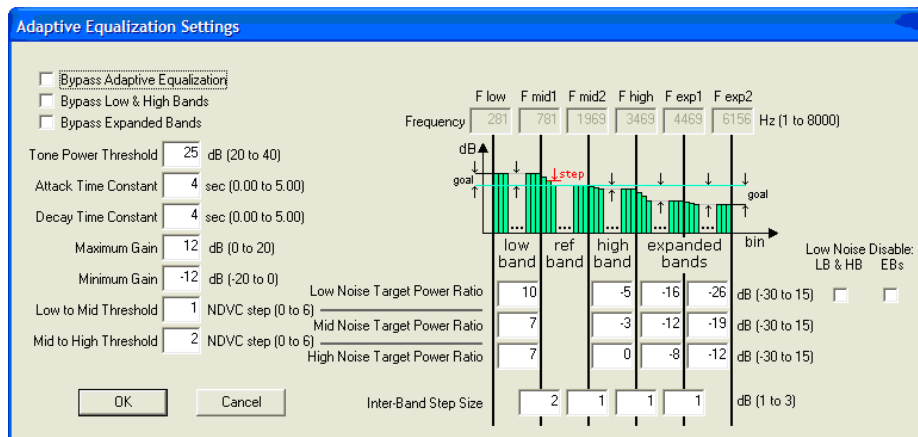 Adaptive Equalization Settings
Bypass Adaptive Equalization
Bypass Low & High Bands
Bypass Expanded Bands
F low F mid1 F mid2 F high F exp1 F exp2
Frequency 281 781 1969 3469 4469 6156 Hz (1 to 8000)
Tone Power Threshold 25 dB (20 to 40)
Attack Time Constant 4 sec (0.00 to 5.00)
Decay Time Constant 4 sec (0.00 to 5.00)
Maximum Gain 12 dB (0 to 20)
Minimum Gain -12 dB (-20 to 0)
Low to Mid Threshold 1 NDVC step (0 to 6)
Mid to High Threshold 2 NDVC step (0 to 6)
dB
goal
step
goal
... ... ... ... ...
bin
low band
ref band
high band
expanded bands
Low Noise Disable:
LB & HB EBs
Low Noise Target Power Ratio 10 -5 -16 -26 dB (-30 to 15)
Mid Noise Target Power Ratio 7 -3 -12 -19 dB (-30 to 15)
High Noise Target Power Ratio 7 0 -8 -12 dB (-30 to 15)
Inter-Band Step Size 2 1 1 1 dB (1 to 3)
OK Cancel